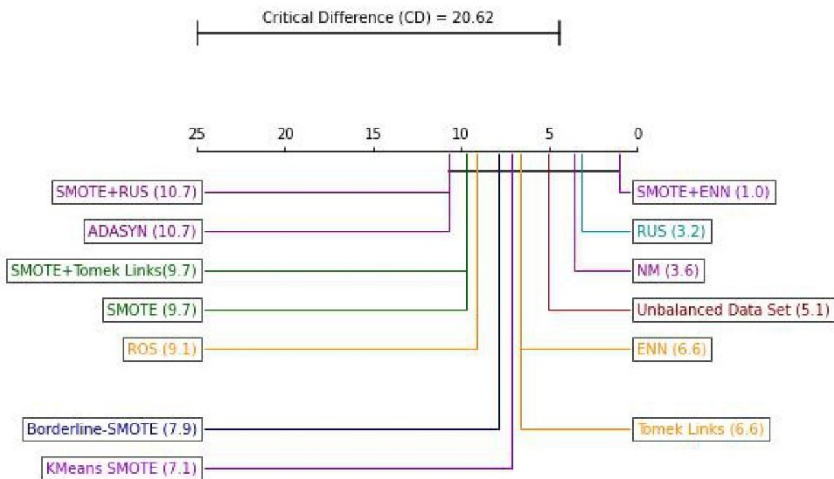 Critical Difference (CD) = 20.62
25 20 15 10 5 0
SMOTE+RUS (10.7)
SMOTE+ENN (1.0)
ADASYN (10.7)
RUS (3.2)
SMOTE+Tomek Links(9.7)
NM (3.6)
SMOTE (9.7)
Unbalanced Data Set (5.1)
ROS (9.1)
ENN (6.6)
Borderline-SMOTE (7.9)
Tomek Links (6.6)
KMeans SMOTE (7.1)